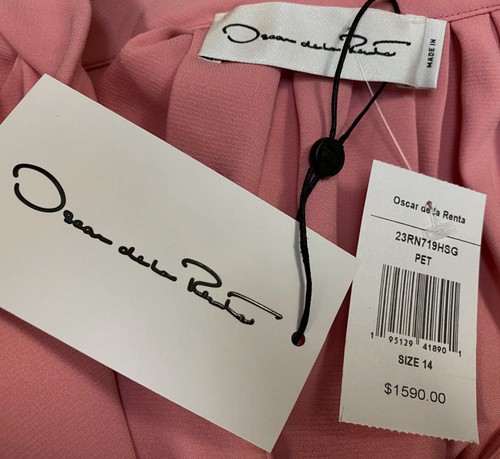 Oscar de la Renta
MADE IN
Oscar de la Renta
Oscar de la Renta
23RN719HSG
PET
1 95129 41890 1
SIZE 14
$1590.00